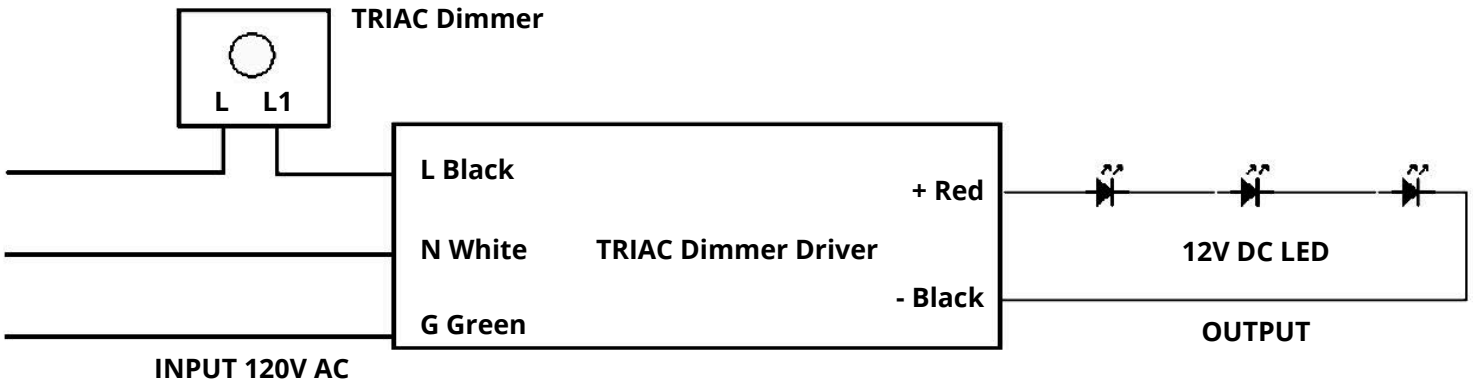 TRIAC Dimmer
L L1
L Black
+ Red
N White
TRIAC Dimmer Driver
12V DC LED
- Black
G Green
OUTPUT
INPUT 120V AC